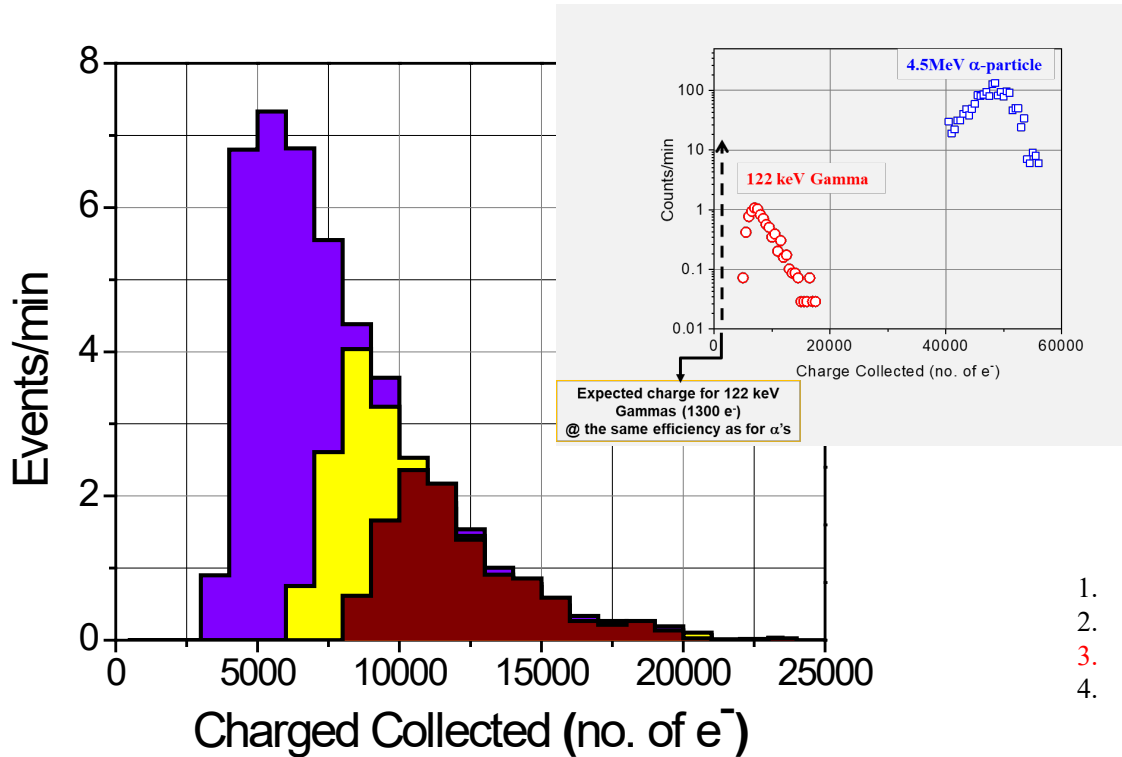 8
6
4
2
0
Events/min
0 5000 10000 15000 20000 25000
Charged Collected (no. of e⁻)
4.5MeV α-particle
122 keV Gamma
100
10
1
0.1
0.01
Counts/min
0 20000 40000 60000
Charge Collected (no. of e⁻)
Expected charge for 122 keV
Gammas (1300 e⁻)
@ the same efficiency as for α's
1.
2.
3.
4.